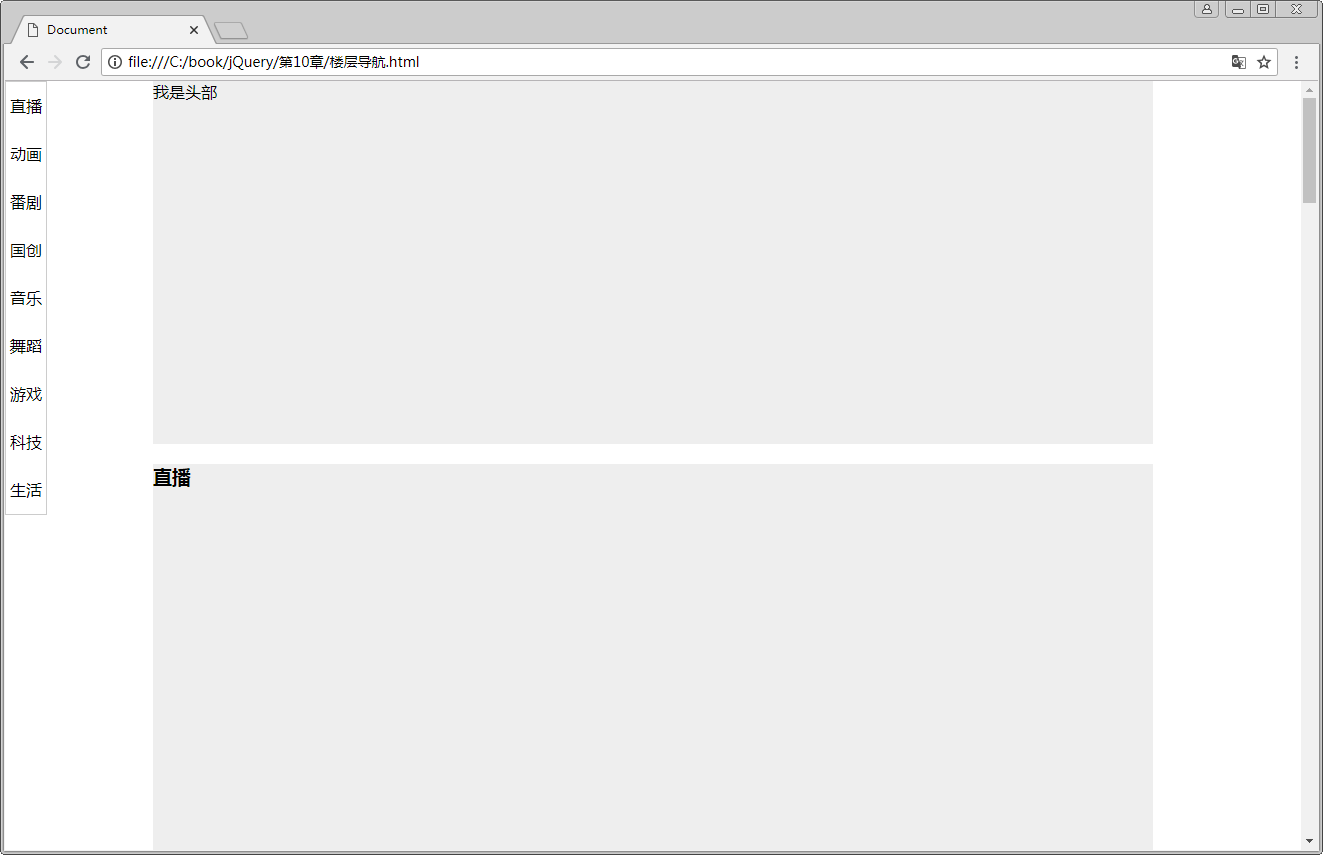 Document
file:///C:/book/jQuery/第10章/楼层导航.html
直播
动画
番剧
国创
音乐
舞蹈
游戏
科技
生活
我是头部
直播